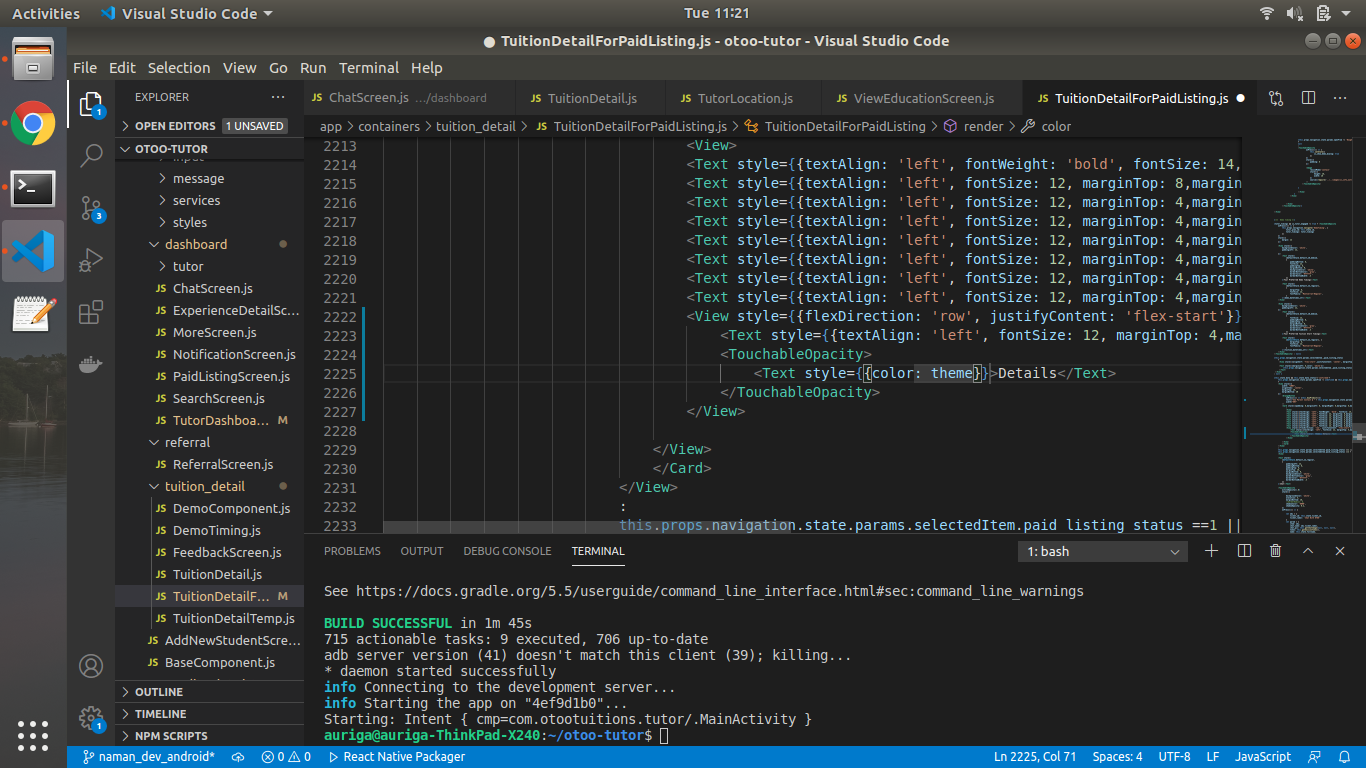 Activities Visual Studio Code Tue 11:21
● TuitionDetailForPaidListing.js - otoo-tutor - Visual Studio Code
File Edit Selection View Go Run Terminal Help
EXPLORER ···
OPEN EDITORS 1 UNSAVED
OTOO-TUTOR
message
services
styles
dashboard
tutor
JS ChatScreen.js
JS ExperienceDetailSc...
JS MoreScreen.js
JS NotificationScreen.js
JS PaidListingScreen.js
JS SearchScreen.js
JS TutorDashboa... M
referral
JS ReferralScreen.js
tuition_detail
JS DemoComponent.js
JS DemoTiming.js
JS FeedbackScreen.js
JS TuitionDetail.js
JS TuitionDetailF... M
JS TuitionDetailTemp.js
JS AddNewStudentScre...
JS BaseComponent.js
OUTLINE
TIMELINE
NPM SCRIPTS
1
3
1
JS ChatScreen.js .../dashboard JS TuitionDetail.js JS TutorLocation.js JS ViewEducationScreen.js JS TuitionDetailForPaidListing.js ●
app > containers > tuition_detail > JS TuitionDetailForPaidListing.js > TuitionDetailForPaidListing > render > color
2213 <View>
2214 <Text style={{textAlign: 'left', fontWeight: 'bold', fontSize: 14,
2215 <Text style={{textAlign: 'left', fontSize: 12, marginTop: 8,margin
2216 <Text style={{textAlign: 'left', fontSize: 12, marginTop: 4,margin
2217 <Text style={{textAlign: 'left', fontSize: 12, marginTop: 4,margin
2218 <Text style={{textAlign: 'left', fontSize: 12, marginTop: 4,margin
2219 <Text style={{textAlign: 'left', fontSize: 12, marginTop: 4,margin
2220 <Text style={{textAlign: 'left', fontSize: 12, marginTop: 4,margin
2221 <Text style={{textAlign: 'left', fontSize: 12, marginTop: 4,margin
2222 <View style={{flexDirection: 'row', justifyContent: 'flex-start'}}
2223 <Text style={{textAlign: 'left', fontSize: 12, marginTop: 4,ma
2224 <TouchableOpacity>
2225 <Text style={{color: theme}}>Details</Text>
2226 </TouchableOpacity>
2227 </View>
2228
2229 </View>
2230 </Card>
2231 </View>
2232 :
2233 this.props.navigation.state.params.selectedItem.paid_listing_status ==1 ||
PROBLEMS OUTPUT DEBUG CONSOLE TERMINAL 1: bash
See https://docs.gradle.org/5.5/userguide/command_line_interface.html#sec:command_line_warnings
BUILD SUCCESSFUL in 1m 45s
715 actionable tasks: 9 executed, 706 up-to-date
adb server version (41) doesn't match this client (39); killing...
* daemon started successfully
info Connecting to the development server...
info Starting the app on "4ef9d1b0"...
Starting: Intent { cmp=com.otootuitions.tutor/.MainActivity }
auriga@auriga-ThinkPad-X240:~/otoo-tutor$
naman_dev_android* 0 0 React Native Packager Ln 2225, Col 71 Spaces: 4 UTF-8 LF JavaScript